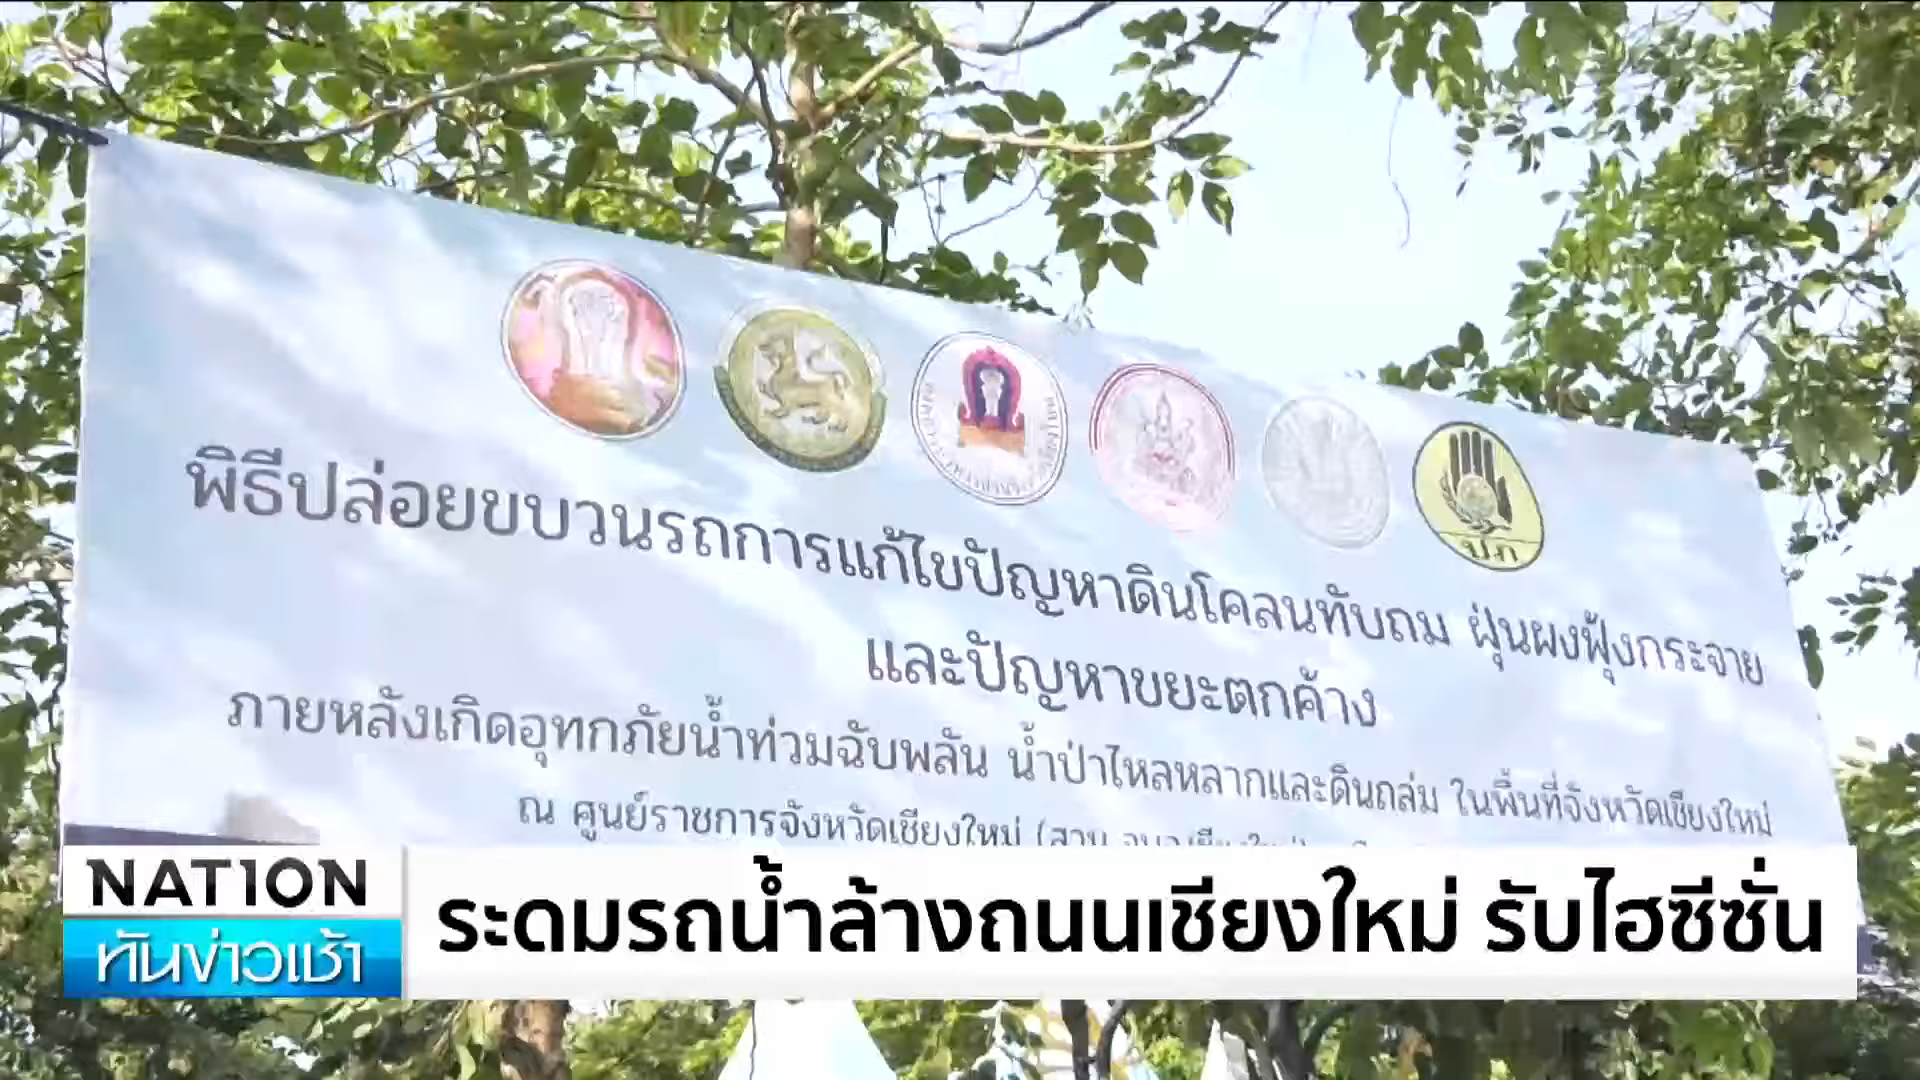 พิธีปล่อยขบวนรถการแก้ไขปัญหาดินโคลนทับถม ฝุ่นผงฟุ้งกระจาย
และปัญหาขยะตกค้าง
ภายหลังเกิดอุทกภัยน้ำท่วมฉับพลัน น้ำป่าไหลหลากและดินถล่ม ในพื้นที่จังหวัดเชียงใหม่
ณ ศูนย์ราชการจังหวัดเชียงใหม่
ปภ
NATION
ทันข่าวเช้า
ระดมรถน้ำล้างถนนเชียงใหม่ รับไฮซีซั่น